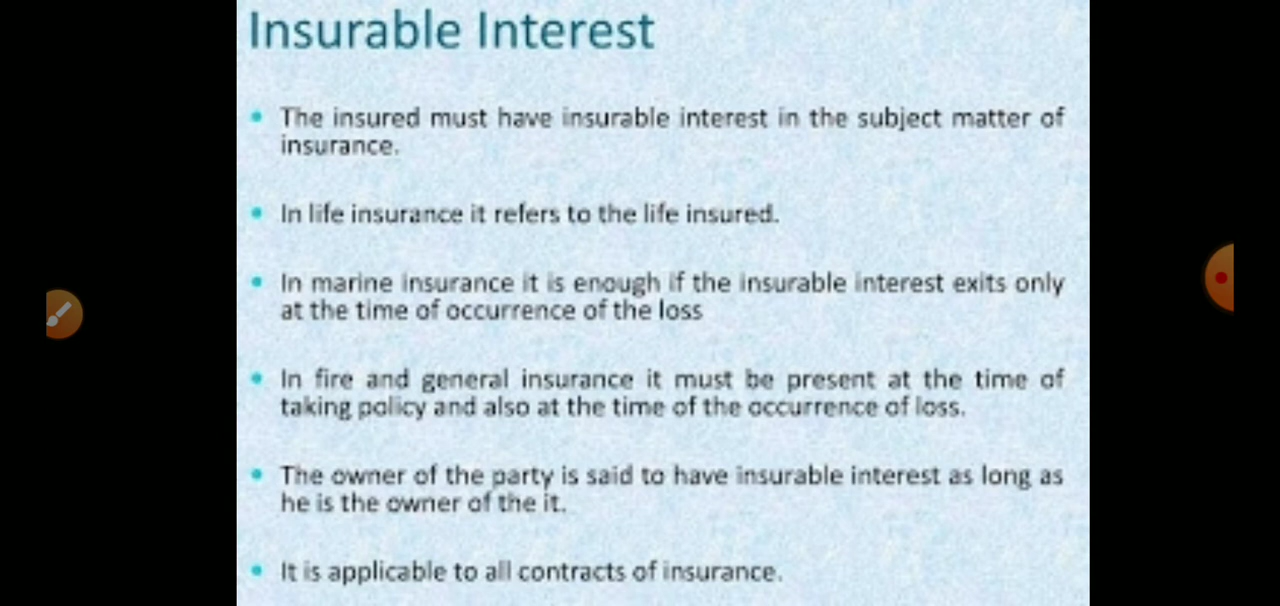 Insurable Interest
• The insured must have insurable interest in the subject matter of
insurance.
• In life insurance it refers to the life insured.
• In marine insurance it is enough if the insurable interest exits only
at the time of occurrence of the loss
• In fire and general insurance it must be present at the time of
taking policy and also at the time of the occurrence of loss.
• The owner of the party is said to have insurable interest as long as
he is the owner of the it.
• It is applicable to all contracts of insurance.